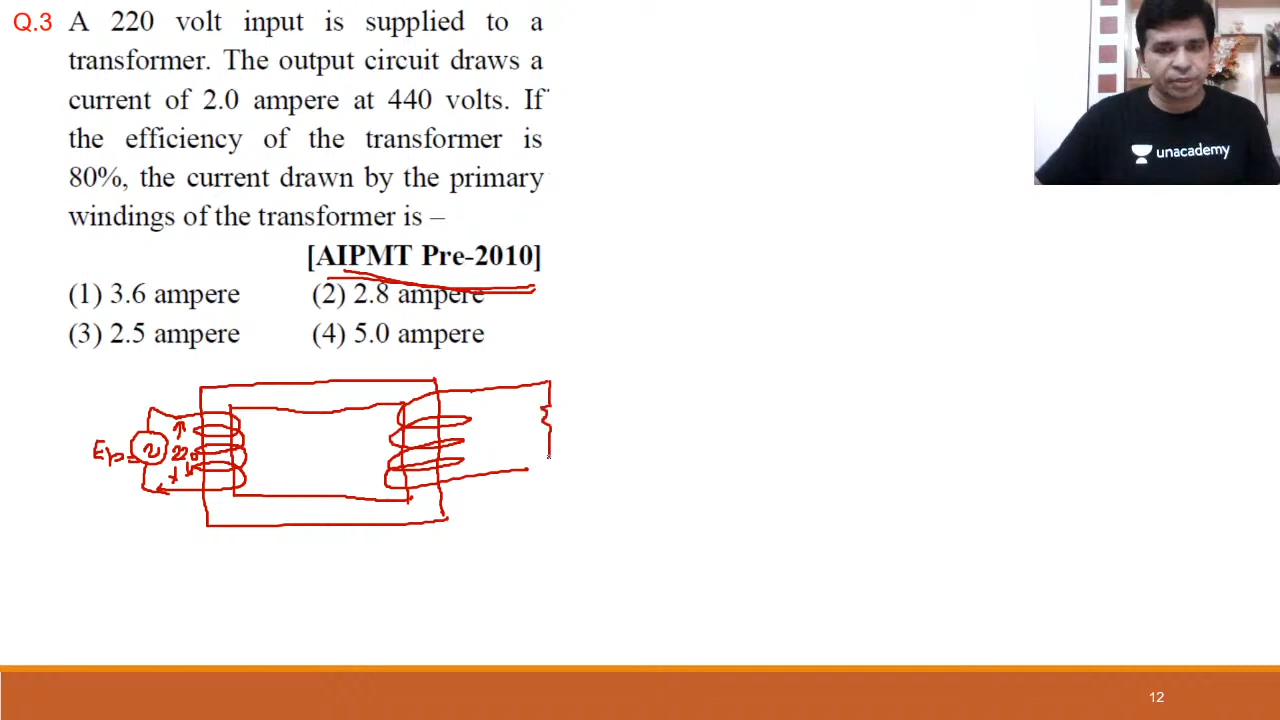 Q.3 A 220 volt input is supplied to a
transformer. The output circuit draws a
current of 2.0 ampere at 440 volts. If
the efficiency of the transformer is
80%, the current drawn by the primary
windings of the transformer is –
[AIPMT Pre-2010]
(1) 3.6 ampere (2) 2.8 ampere
(3) 2.5 ampere (4) 5.0 ampere
unacademy
12